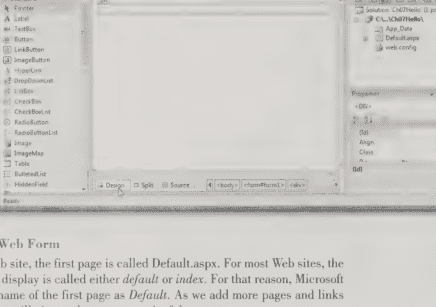 Pointer
A Label
TextBox
Button
LinkButton
ImageButton
A HyperLink
DropDownList
ListBox
CheckBox
CheckBoxList
RadioButton
RadioButtonList
Image
ImageMap
Table
BulletedList
HiddenField
Design Split Source <body> <form#form1> <div>
Ready
Solution 'Ch07Hello' (1
C:\...\Ch07Hello\
App_Data
Default.aspx
web.config
Properties
<DIV>
(Id)
Align
Class
(Id)
Web Form
b site, the first page is called Default.aspx. For most Web sites, the
display is called either default or index. For that reason, Microsoft
name of the first page as Default. As we add more pages and links